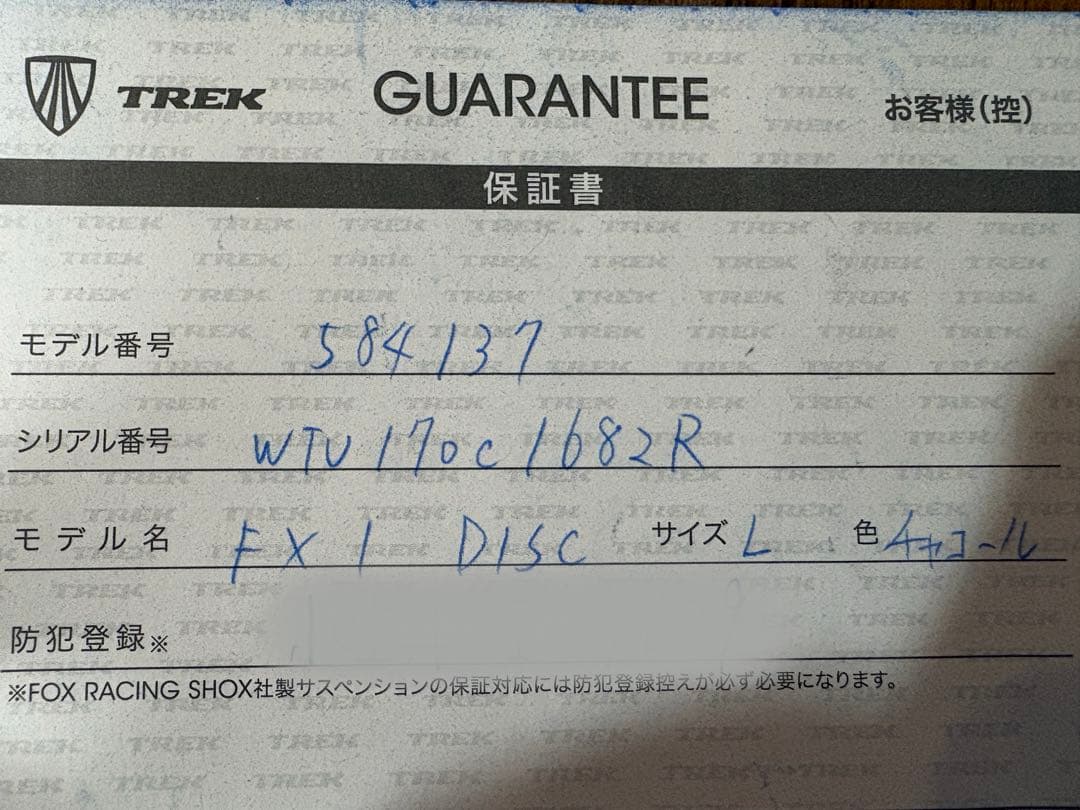 TREK GUARANTEE お客様(控)
保証書
モデル番号 584137
シリアル番号 WTU170C1682R
モデル名 FX 1 DISC サイズ L 色 チャコール
防犯登録※
※FOX RACING SHOX社製サスペンションの保証対応には防犯登録控えが必ず必要になります。